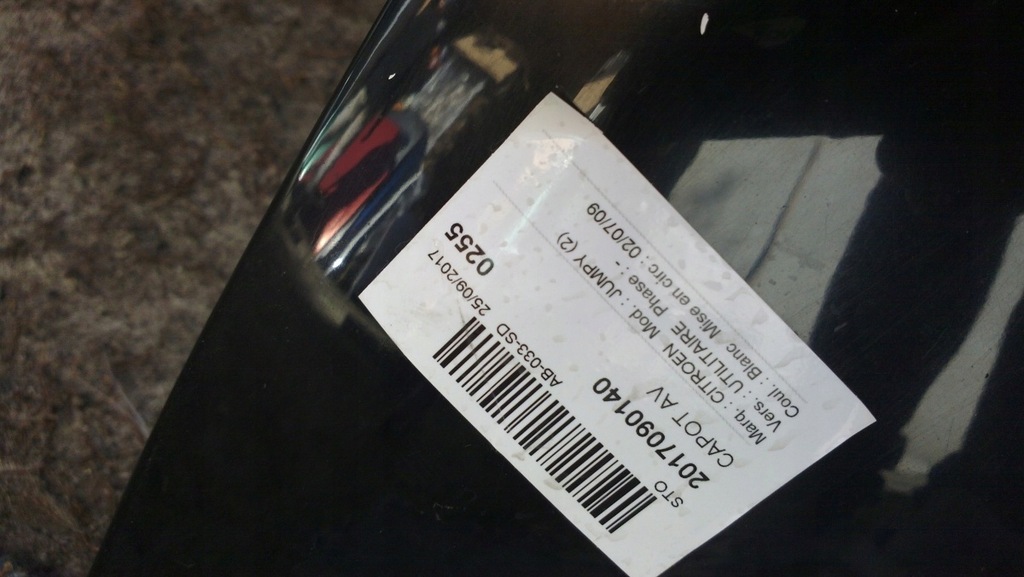 AB-033-SD 25/09/2017
STO
2017090140 0255
CAPOT AV
Marq. : CITROEN Mod. : JUMPY (2)
Vers. : UTILITAIRE Phase : -
Coul. : Blanc Mise en circ : 02/07/09